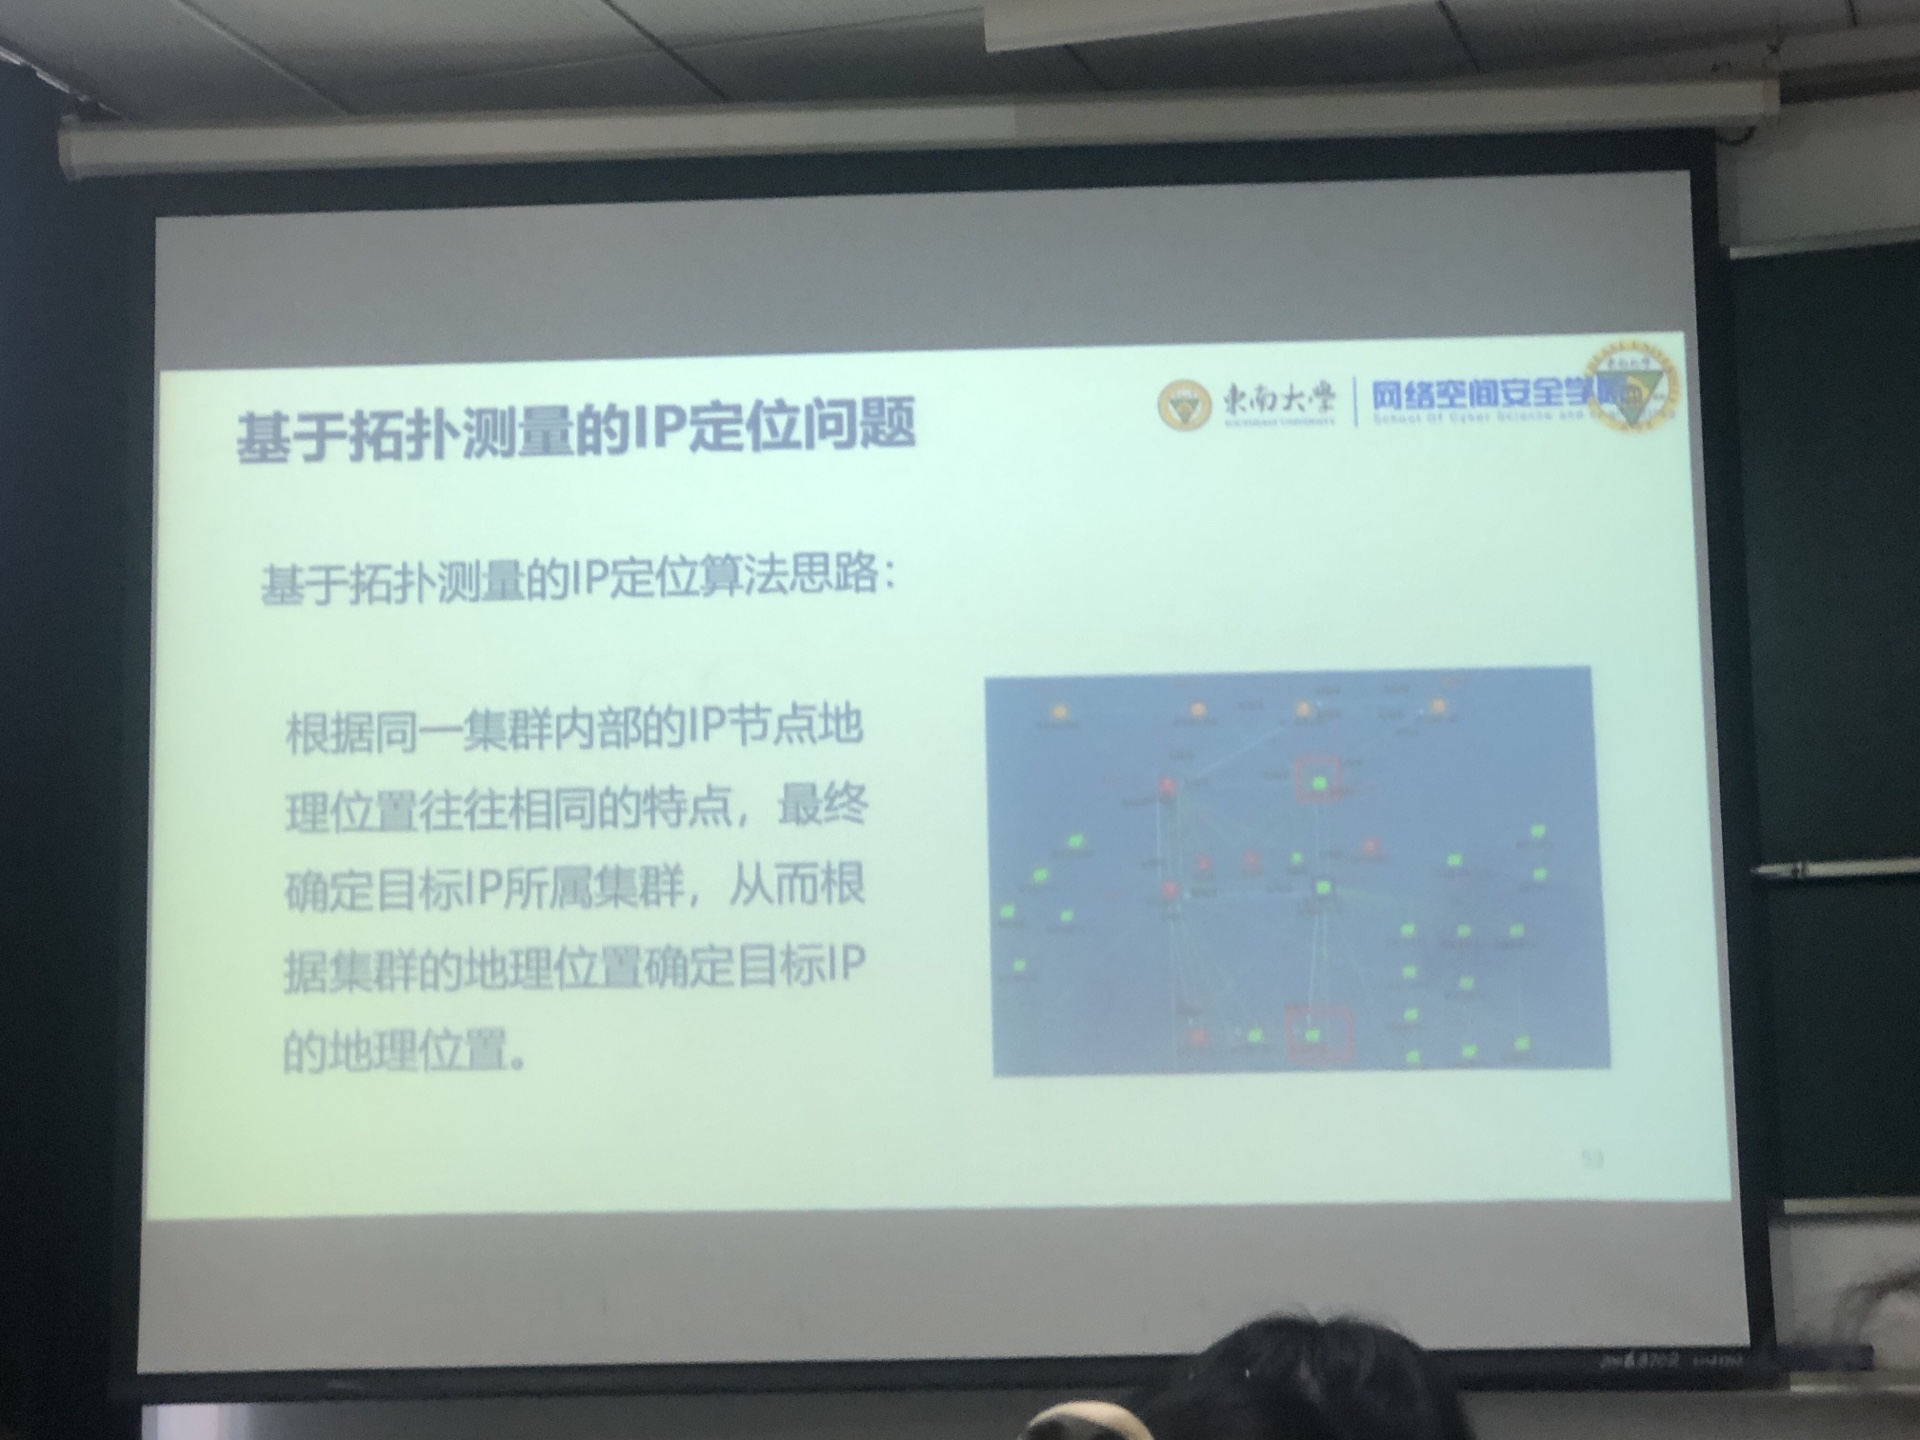 基于拓扑测量的IP定位问题
東南大學
SOUTHEAST UNIVERSITY
网络空间安全学院
School Of Cyber Science and
基于拓扑测量的IP定位算法思路：
根据同一集群内部的IP节点地
理位置往往相同的特点，最终
确定目标IP所属集群，从而根
据集群的地理位置确定目标IP
的地理位置。
53